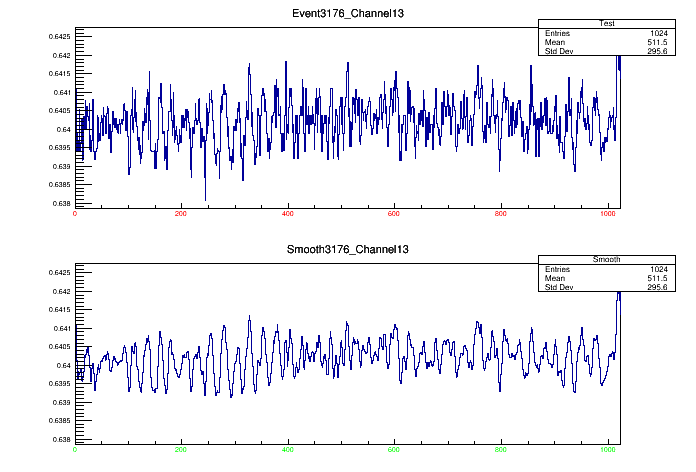 Event3176_Channel13
Test
Entries 1024
Mean 511.5
Std Dev 295.6
0.6425
0.642
0.6415
0.641
0.6405
0.64
0.6395
0.639
0.6385
0.638
0 200 400 600 800 1000
Smooth3176_Channel13
Smooth
Entries 1024
Mean 511.5
Std Dev 295.6
0.6425
0.642
0.6415
0.641
0.6405
0.64
0.6395
0.639
0.6385
0.638
0 200 400 600 800 1000